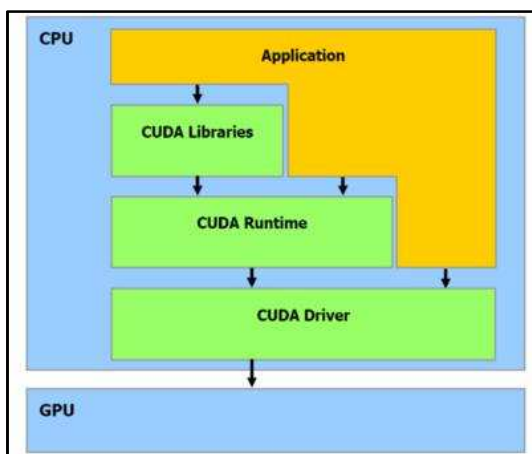 CPU
Application
CUDA Libraries
CUDA Runtime
CUDA Driver
GPU